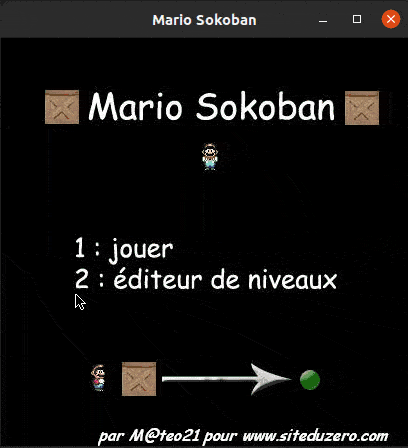 Mario Sokoban
Mario Sokoban
1 : jouer
2 : éditeur de niveaux
par M@teo21 pour www.siteduzero.com